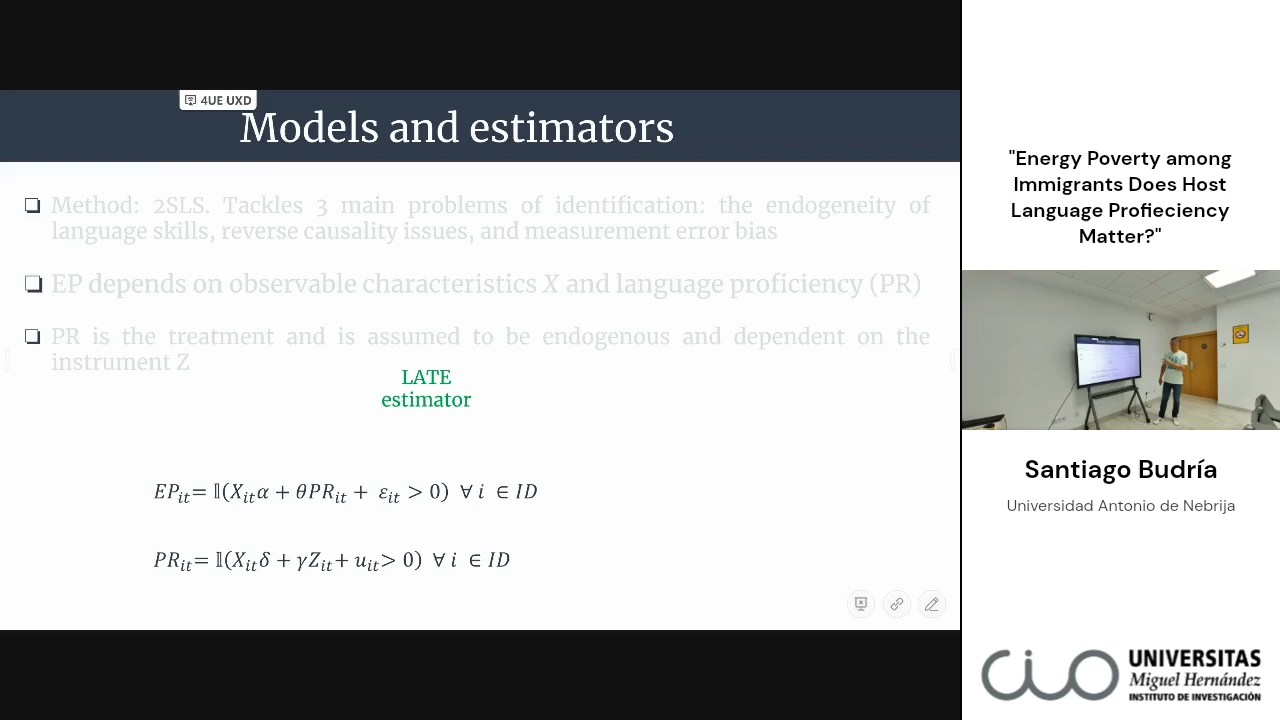 4UE UXD
Models and estimators
Method: 2SLS. Tackles 3 main problems of identification: the endogeneity of
language skills, reverse causality issues, and measurement error bias
EP depends on observable characteristics X and language proficiency (PR)
PR is the treatment and is assumed to be endogenous and dependent on the
instrument Z
LATE
estimator
EP_it= 𝕀(X_itα + θPR_it + ε_it > 0) ∀ i ∈ ID
PR_it= 𝕀(X_itδ + γZ_it+ u_it> 0) ∀ i ∈ ID
"Energy Poverty among
Immigrants Does Host
Language Profieciency
Matter?"
Santiago Budría
Universidad Antonio de Nebrija
cio
UNIVERSITAS
Miguel Hernández
INSTITUTO DE INVESTIGACIÓN